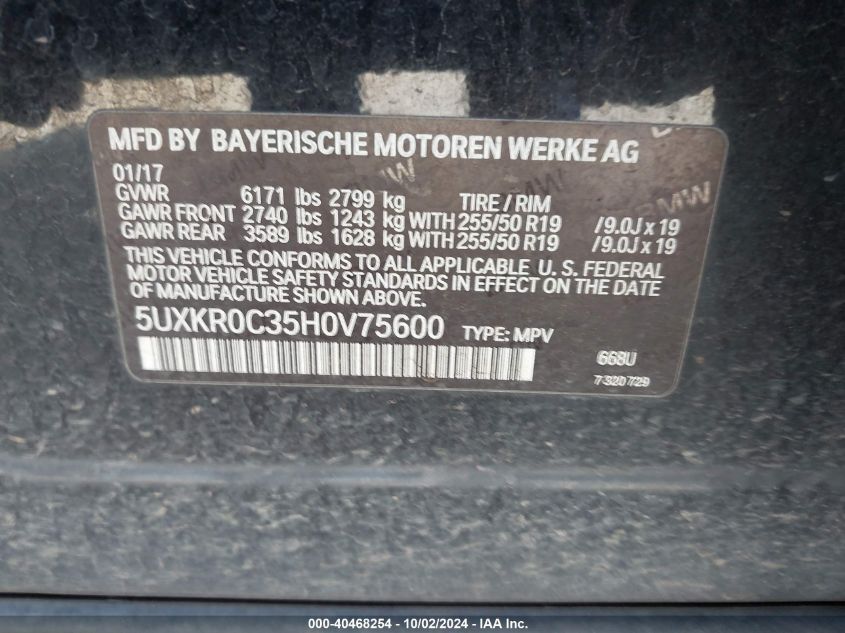 MFD BY BAYERISCHE MOTOREN WERKE AG
01/17
GVWR 6171 lbs 2799 kg TIRE / RIM
GAWR FRONT 2740 lbs 1243 kg WITH 255/50 R19 /9.0J x 19
GAWR REAR 3589 lbs 1628 kg WITH 255/50 R19 /9.0J x 19
THIS VEHICLE CONFORMS TO ALL APPLICABLE U. S. FEDERAL
MOTOR VEHICLE SAFETY STANDARDS IN EFFECT ON THE DATE
OF MANUFACTURE SHOWN ABOVE.
5UXKR0C35H0V75600 TYPE: MPV
668U
7320729
000-40468254 - 10/02/2024 - IAA Inc.